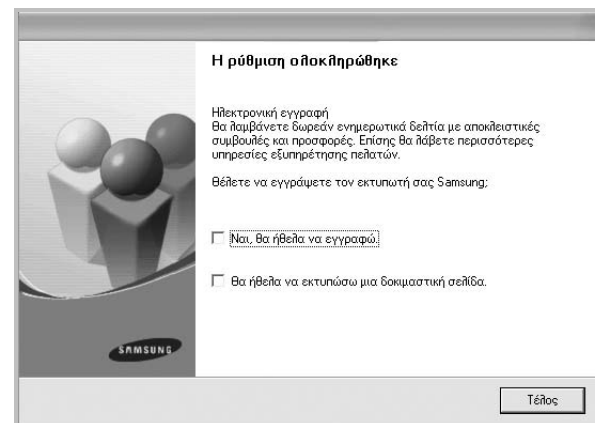 Η ρύθμιση ολοκληρώθηκε
Ηλεκτρονική εγγραφή
Θα λαμβάνετε δωρεάν ενημερωτικά δελτία με αποκλειστικές
συμβουλές και προσφορές. Επίσης θα λάβετε περισσότερες
υπηρεσίες εξυπηρέτησης πελατών.
Θέλετε να εγγράψετε τον εκτυπωτή σας Samsung;
Ναι, θα ήθελα να εγγραφώ.
Θα ήθελα να εκτυπώσω μια δοκιμαστική σελίδα.
SAMSUNG
Τέλος